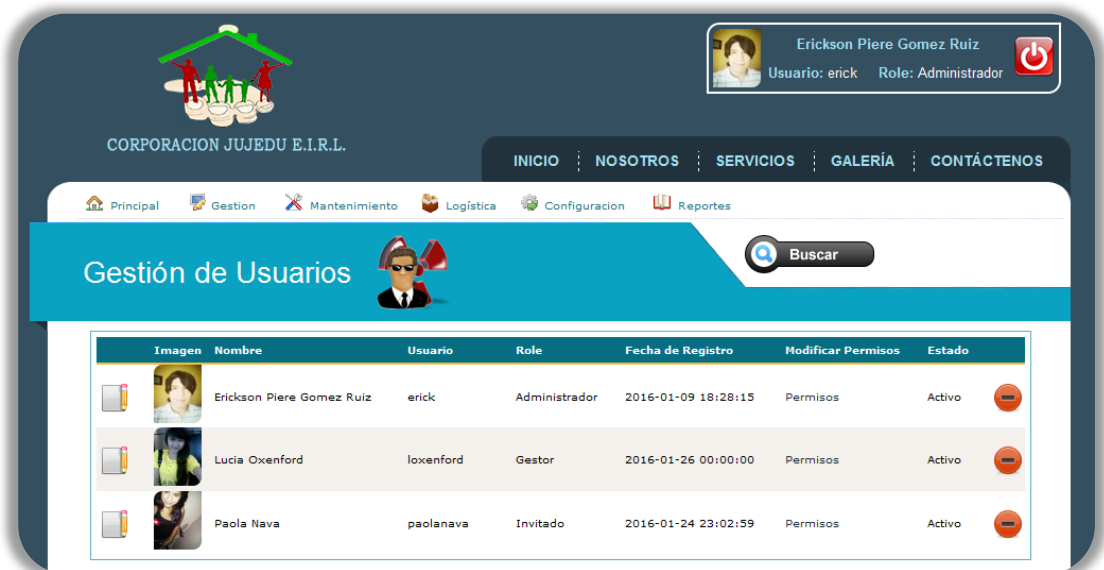 Erickson Piere Gomez Ruiz
Usuario: erick Role: Administrador
CORPORACION JUJEDU E.I.R.L.
INICIO NOSOTROS SERVICIOS GALERÍA CONTÁCTENOS
Principal Gestion Mantenimiento Logística Configuracion Reportes
Gestión de Usuarios
Buscar
Imagen Nombre Usuario Role Fecha de Registro Modificar Permisos Estado
Erickson Piere Gomez Ruiz erick Administrador 2016-01-09 18:28:15 Permisos Activo
Lucia Oxenford loxenford Gestor 2016-01-26 00:00:00 Permisos Activo
Paola Nava paolanava Invitado 2016-01-24 23:02:59 Permisos Activo